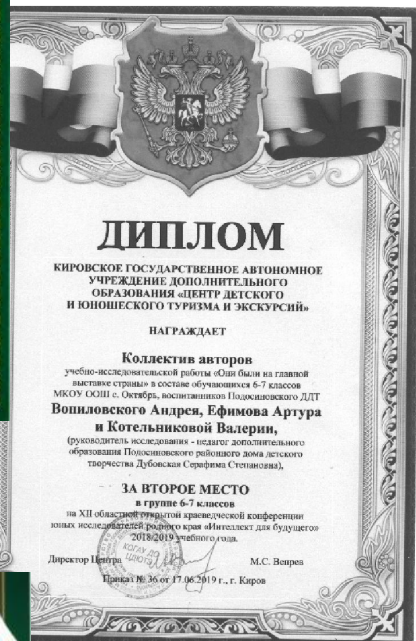 ДИПЛОМ
КИРОВСКОЕ ГОСУДАРСТВЕННОЕ АВТОНОМНОЕ
УЧРЕЖДЕНИЕ ДОПОЛНИТЕЛЬНОГО
ОБРАЗОВАНИЯ «ЦЕНТР ДЕТСКОГО
И ЮНОШЕСКОГО ТУРИЗМА И ЭКСКУРСИЙ»
НАГРАЖДАЕТ
Коллектив авторов
учебно-исследовательской работы «Они были на главной
выставке страны» в составе обучающихся 6-7 классов
МКОУ ООШ с. Октябрь, воспитанников Подосиновского ДДТ
Вопиловского Андрея, Ефимова Артура
и Котельниковой Валерии,
(руководитель исследования - педагог дополнительного
образования Подосиновского районного дома детского
творчества Дубовская Серафима Степановна),
ЗА ВТОРОЕ МЕСТО
в группе 6-7 классов
на XII областной открытой краеведческой конференции
юных исследователей родного края «Интеллект для будущего»
2018/2019 учебного года.
Директор Центра М.С. Вепрев
Приказ № 36 от 17.06.2019 г., г. Киров